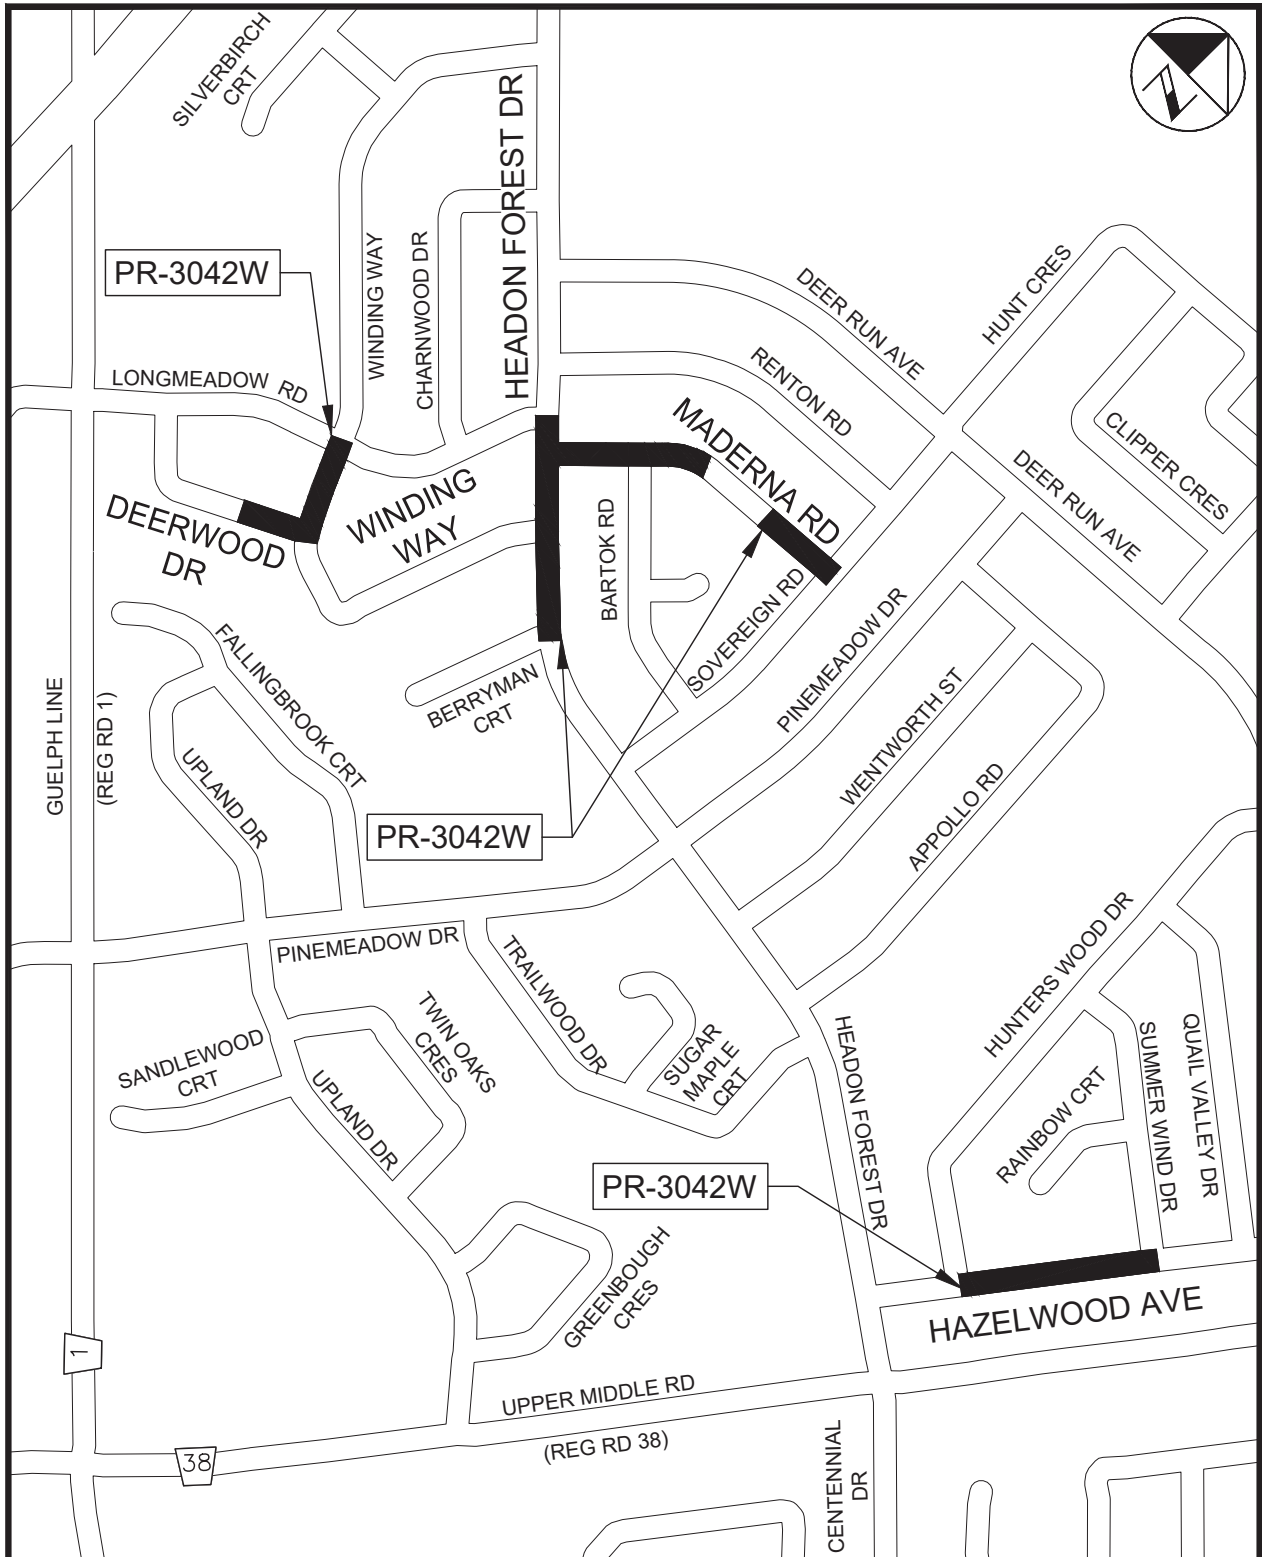 SILVERBIRCH
CRT
HEADON FOREST DR
PR-3042W
WINDING WAY
CHARNWOOD DR
DEER RUN AVE
HUNT CRES
LONGMEADOW RD
RENTON RD
MADERNA RD
CLIPPER CRES
DEER RUN AVE
DEERWOOD
DR
WINDING
WAY
BARTOK RD
SOVEREIGN RD
PINEMEADOW DR
GUELPH LINE
(REG RD 1)
FALLINGBROOK CRT
BERRYMAN
CRT
WENTWORTH ST
UPLAND DR
PR-3042W
APPOLLO RD
PINEMEADOW DR
TRAILWOOD DR
HUNTERS WOOD DR
TWIN OAKS
CRES
SANDLEWOOD
CRT
SUGAR
MAPLE
CRT
HEADON FOREST DR
SUMMER WIND DR
QUAIL VALLEY DR
UPLAND DR
RAINBOW CRT
PR-3042W
GREENBOUGH
CRES
HAZELWOOD AVE
1
UPPER MIDDLE RD
(REG RD 38)
38
CENTENNIAL
DR